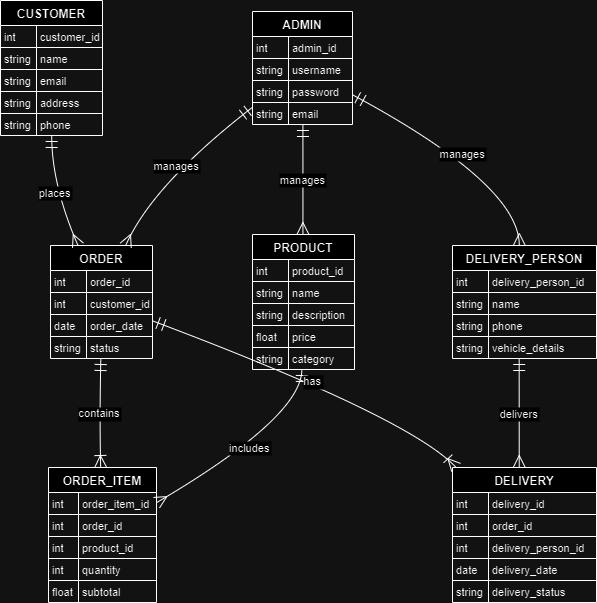 CUSTOMER
int customer_id
string name
string email
string address
string phone
ADMIN
int admin_id
string username
string password
string email
places
manages
manages
manages
ORDER
int order_id
int customer_id
date order_date
string status
PRODUCT
int product_id
string name
string description
float price
string category
DELIVERY_PERSON
int delivery_person_id
string name
string phone
string vehicle_details
has
contains
includes
delivers
ORDER_ITEM
int order_item_id
int order_id
int product_id
int quantity
float subtotal
DELIVERY
int delivery_id
int order_id
int delivery_person_id
date delivery_date
string delivery_status